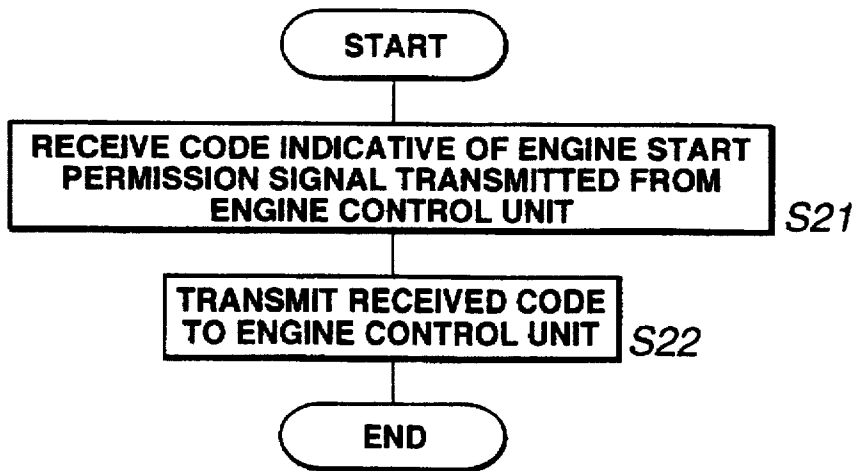 START
RECEIVE CODE INDICATIVE OF ENGINE START
PERMISSION SIGNAL TRANSMITTED FROM
ENGINE CONTROL UNIT
S21
TRANSMIT RECEIVED CODE
TO ENGINE CONTROL UNIT
S22
END